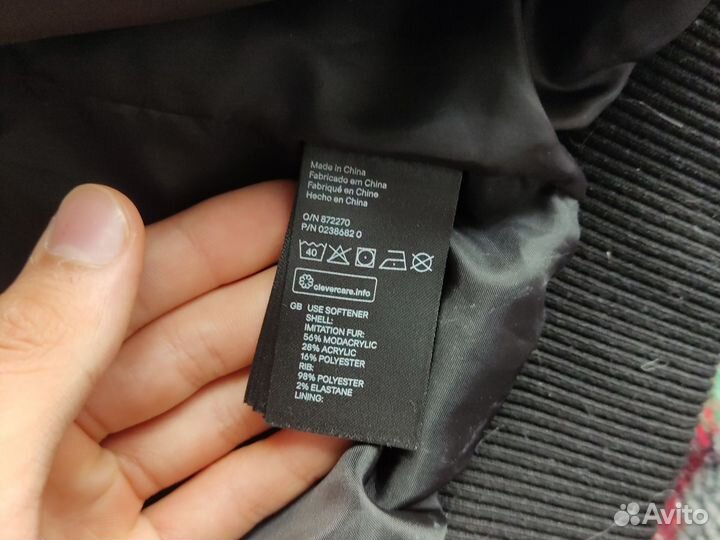 Made in China
Fabricado em China
Fabriqué en Chine
Hecho en China
O/N 872270
P/N 0238682 0
40
clevercare.info
GB USE SOFTENER
SHELL:
IMITATION FUR:
56% MODACRYLIC
28% ACRYLIC
16% POLYESTER
RIB:
98% POLYESTER
2% ELASTANE
LINING:
Avito